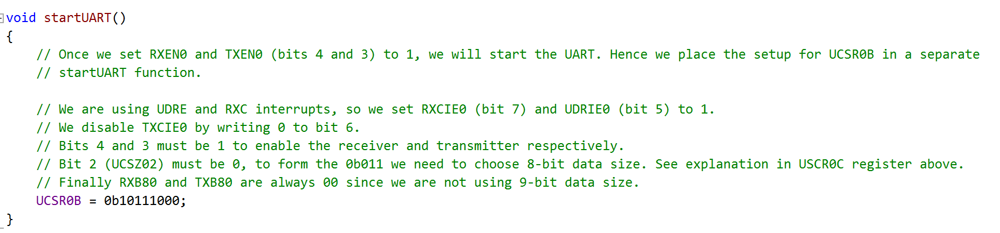 void startUART()
{
// Once we set RXEN0 and TXEN0 (bits 4 and 3) to 1, we will start the UART. Hence we place the setup for UCSR0B in a separate
// startUART function.
// We are using UDRE and RXC interrupts, so we set RXCIE0 (bit 7) and UDRIE0 (bit 5) to 1.
// We disable TXCIE0 by writing 0 to bit 6.
// Bits 4 and 3 must be 1 to enable the receiver and transmitter respectively.
// Bit 2 (UCSZ02) must be 0, to form the 0b011 we need to choose 8-bit data size. See explanation in USCR0C register above.
// Finally RXB80 and TXB80 are always 00 since we are not using 9-bit data size.
UCSR0B = 0b10111000;
}